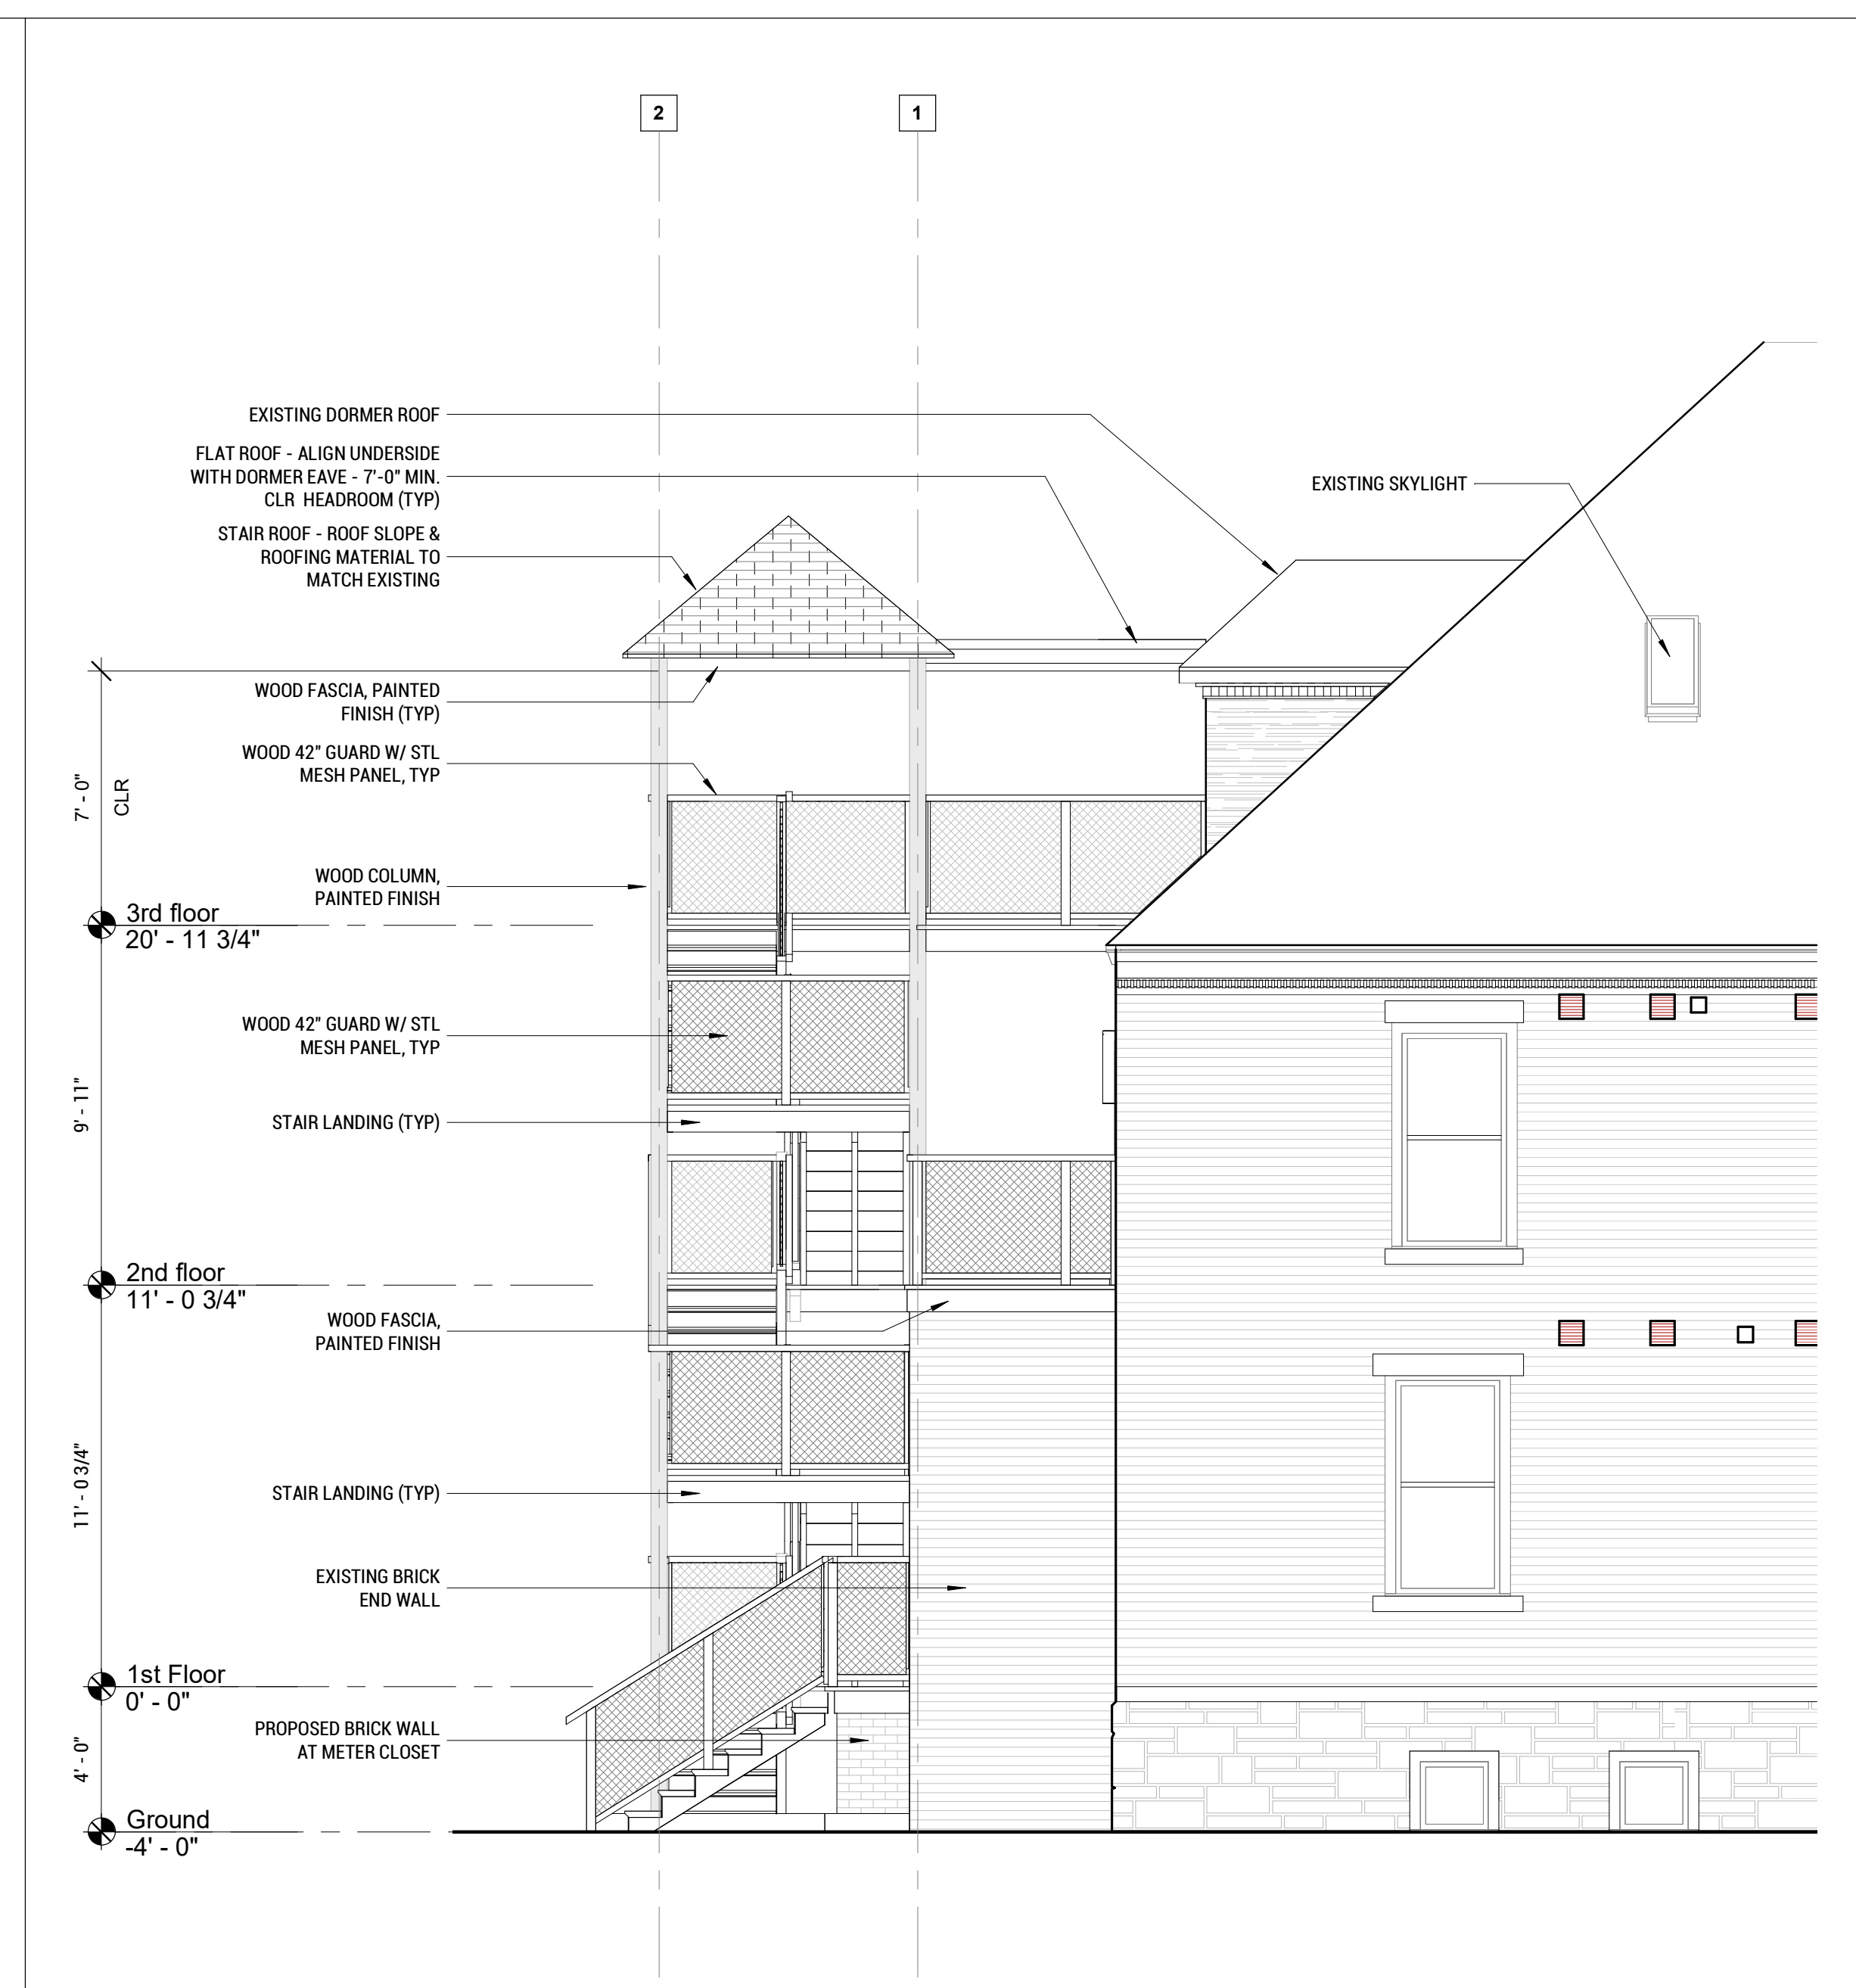 2
1
EXISTING DORMER ROOF
FLAT ROOF - ALIGN UNDERSIDE
WITH DORMER EAVE - 7'-0" MIN.
CLR HEADROOM (TYP)
EXISTING SKYLIGHT
STAIR ROOF - ROOF SLOPE &
ROOFING MATERIAL TO
MATCH EXISTING
WOOD FASCIA, PAINTED
FINISH (TYP)
WOOD 42" GUARD W/ STL
MESH PANEL, TYP
7' - 0"
CLR
WOOD COLUMN,
PAINTED FINISH
3rd floor
20' - 11 3/4"
WOOD 42" GUARD W/ STL
MESH PANEL, TYP
9' - 11"
STAIR LANDING (TYP)
2nd floor
11' - 0 3/4"
WOOD FASCIA,
PAINTED FINISH
11' - 0 3/4"
STAIR LANDING (TYP)
EXISTING BRICK
END WALL
1st Floor
0' - 0"
PROPOSED BRICK WALL
AT METER CLOSET
4' - 0"
Ground
-4' - 0"